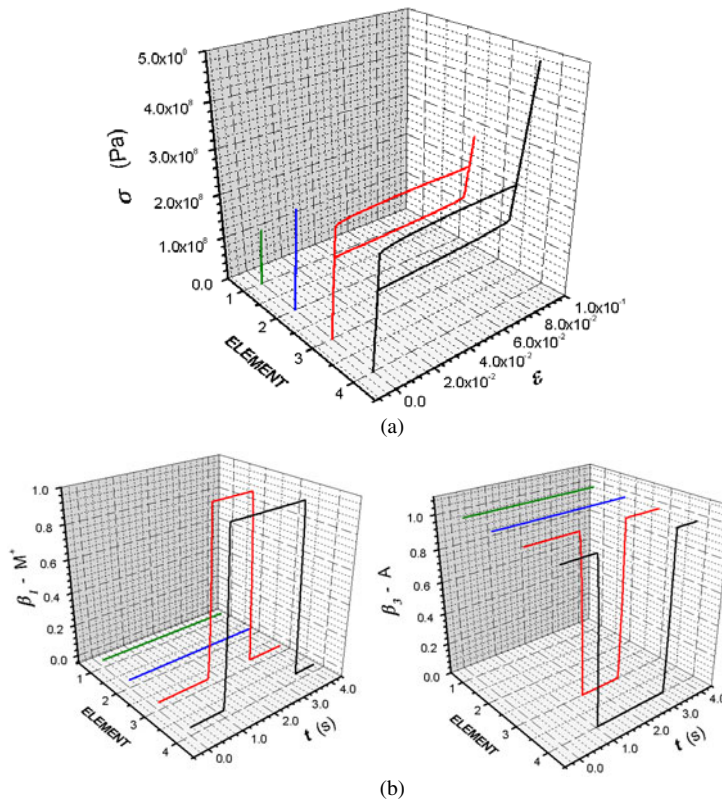 5.0x10⁹
4.0x10⁸
3.0x10⁸
2.0x10⁸
1.0x10⁸
0.0
σ (Pa)
1
2
3
4
ELEMENT
0.0
2.0x10⁻²
4.0x10⁻²
6.0x10⁻²
8.0x10⁻²
1.0x10⁻¹
ε
(a)
1.0
0.8
0.6
0.4
0.2
0.0
β₁ - M⁺
1
2
3
4
ELEMENT
0.0
1.0
2.0
3.0
4.0
t (s)
1.0
0.8
0.6
0.4
0.2
0.0
β₃ - A
1
2
3
4
ELEMENT
0.0
1.0
2.0
3.0
4.0
t (s)
(b)